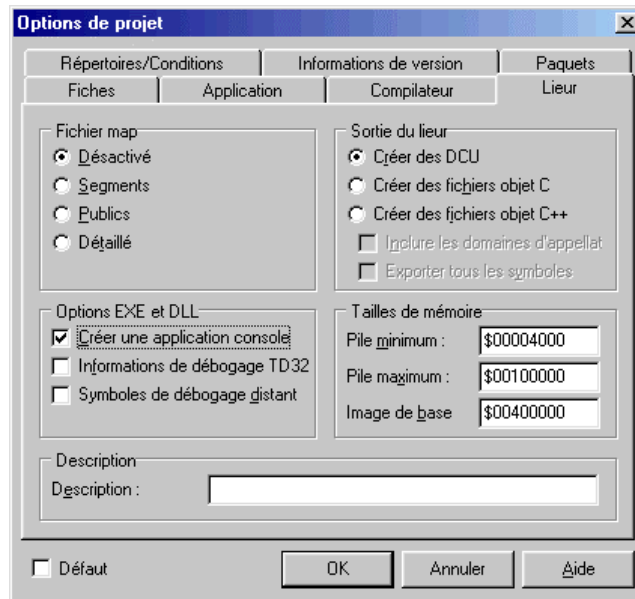 Options de projet
Répertoires/Conditions
Informations de version
Paquets
Fiches
Application
Compilateur
Lieur
Fichier map
Désactivé
Segments
Publics
Détaillé
Sortie du lieur
Créer des DCU
Créer des fichiers objet C
Créer des fichiers objet C++
Inclure les domaines d'appellat
Exporter tous les symboles
Options EXE et DLL
Créer une application console
Informations de débogage TD32
Symboles de débogage distant
Tailles de mémoire
Pile minimum : $00004000
Pile maximum : $00100000
Image de base $00400000
Description
Description :
Défaut
OK
Annuler
Aide